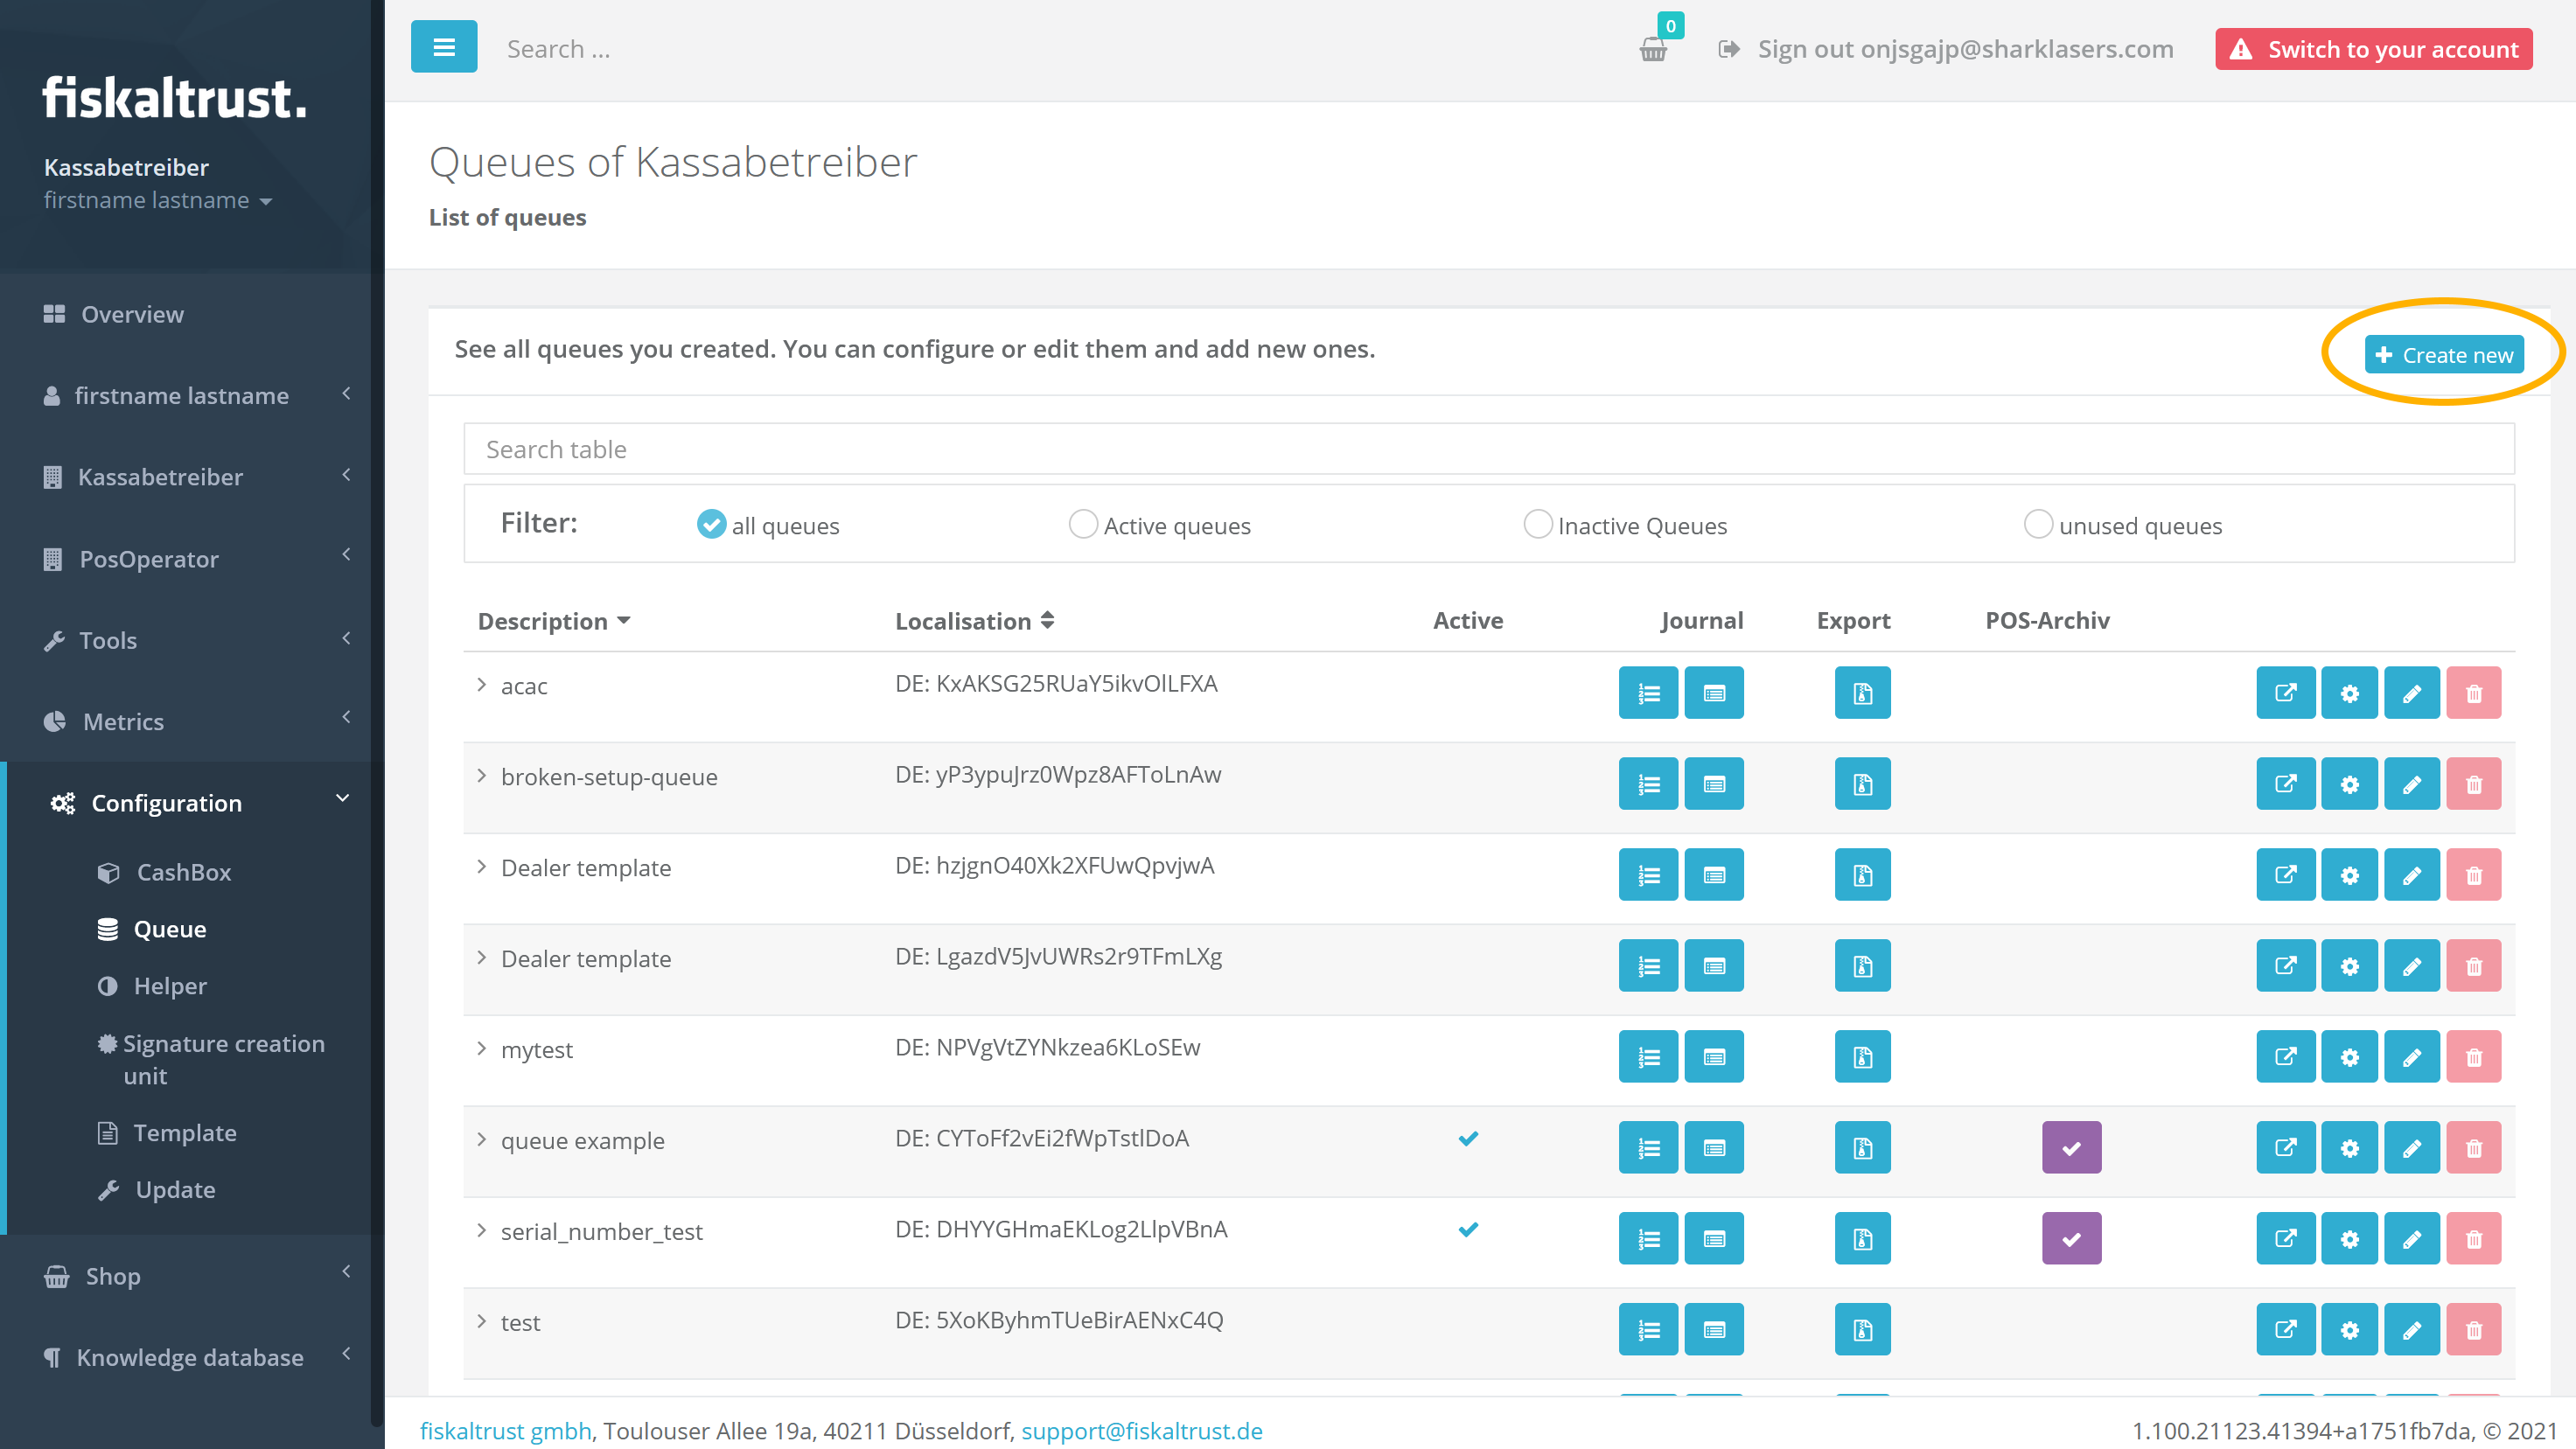 fiskaltrust.
Kassabetreiber
firstname lastname
Overview
firstname lastname
Kassabetreiber
PosOperator
Tools
Metrics
Configuration
CashBox
Queue
Helper
Signature creation
unit
Template
Update
Shop
Knowledge database
Search ...
0
Sign out onjsgajp@sharklasers.com
Switch to your account
Queues of Kassabetreiber
List of queues
See all queues you created. You can configure or edit them and add new ones.
Create new
Search table
Filter: all queues Active queues Inactive Queues unused queues
Description Localisation Active Journal Export POS-Archiv
acac DE: KxAKSG25RUaY5ikvOlLFXA
broken-setup-queue DE: yP3ypuJrz0Wpz8AFToLnAw
Dealer template DE: hzjgnO40Xk2XFUwQpvjwA
Dealer template DE: LgazdV5JvUWRs2r9TFmLXg
mytest DE: NPVgVtZYNkzea6KLoSEw
queue example DE: CYToFf2vEi2fWpTstlDoA
serial_number_test DE: DHYYGHmaEKLog2LlpVBnA
test DE: 5XoKByhmTUeBirAENxC4Q
fiskaltrust gmbh, Toulouser Allee 19a, 40211 Düsseldorf, support@fiskaltrust.de
1.100.21123.41394+a1751fb7da, © 2021